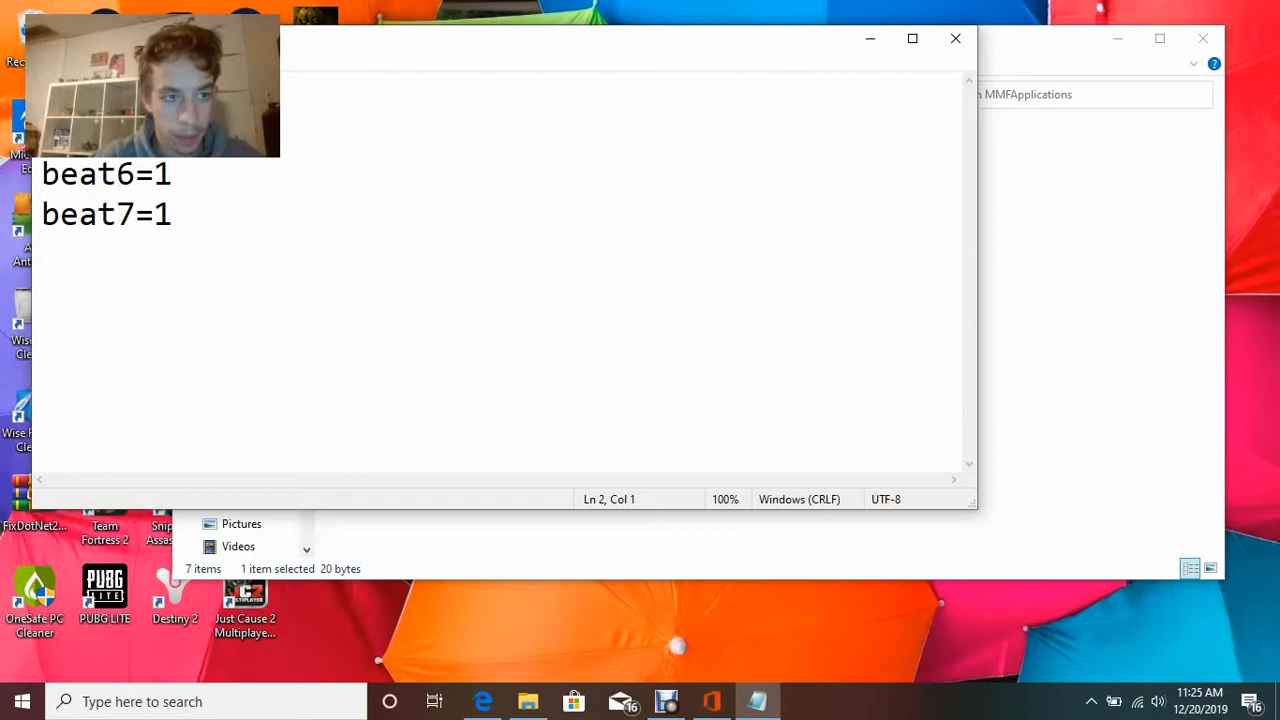 n MMFApplications
beat6=1
beat7=1
Ln 2, Col 1
100%
Windows (CRLF)
UTF-8
Pictures
Videos
7 items
1 item selected
20 bytes
FixDotNet2...
Team
Fortress 2
OneSafe PC
Cleaner
PUBG LITE
Destiny 2
Just Cause 2
Multiplaye...
Type here to search
16
11:25 AM
12/20/2019
16